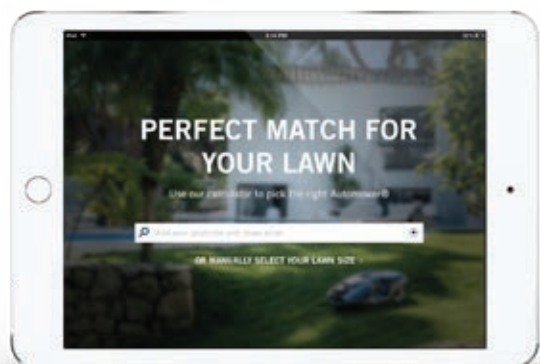 iPad
PERFECT MATCH FOR
YOUR LAWN
Use our calculator to pick the right Automower®
OR MANUALLY SELECT YOUR LAWN SIZE